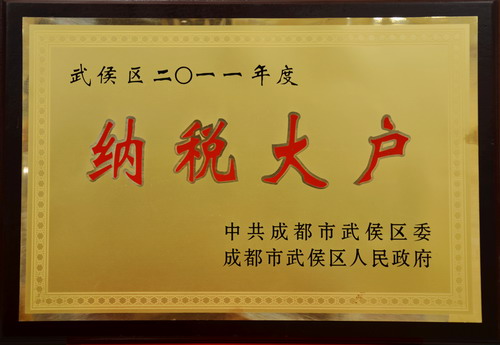 武侯区二〇一一年度
纳税大户
中共成都市武侯区委
成都市武侯区人民政府